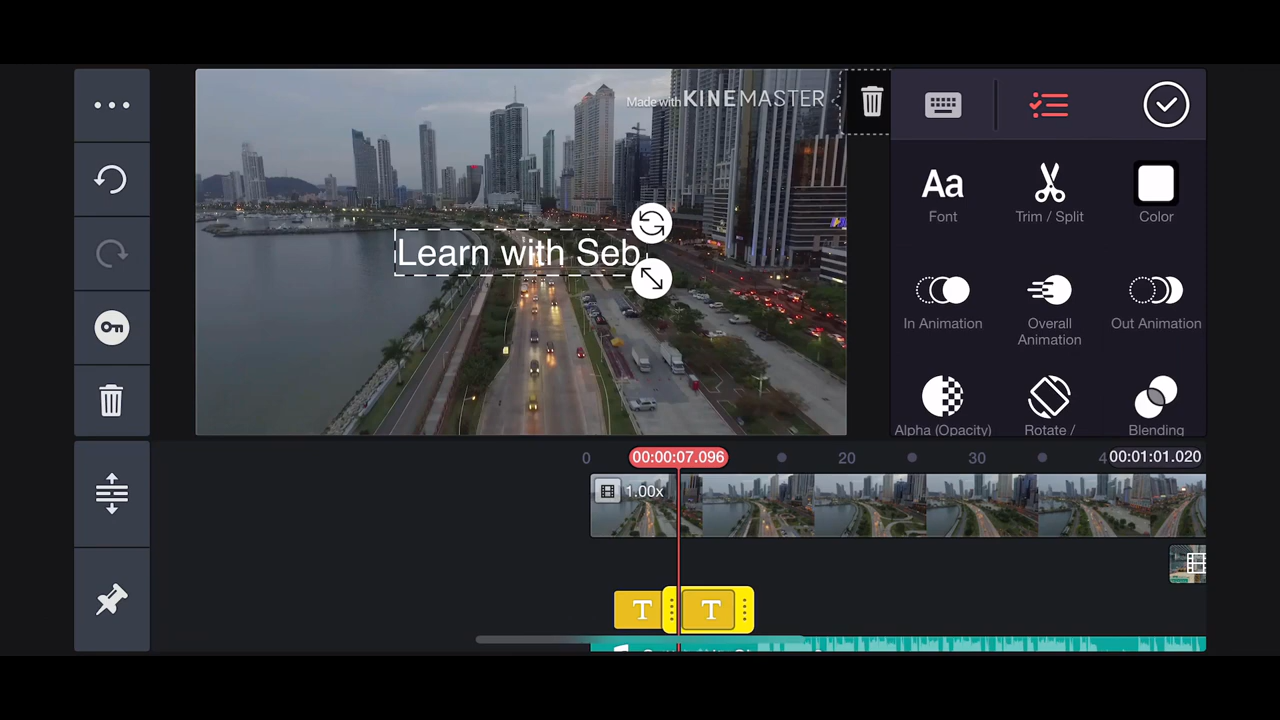 Made with KINEMASTER
Learn with Seb
Aa
Font
Trim / Split
Color
In Animation
Overall
Animation
Out Animation
Alpha (Opacity)
Rotate /
Blending
0
00:00:07.096
20
30
4
00:01:01.020
1.00x
T
T